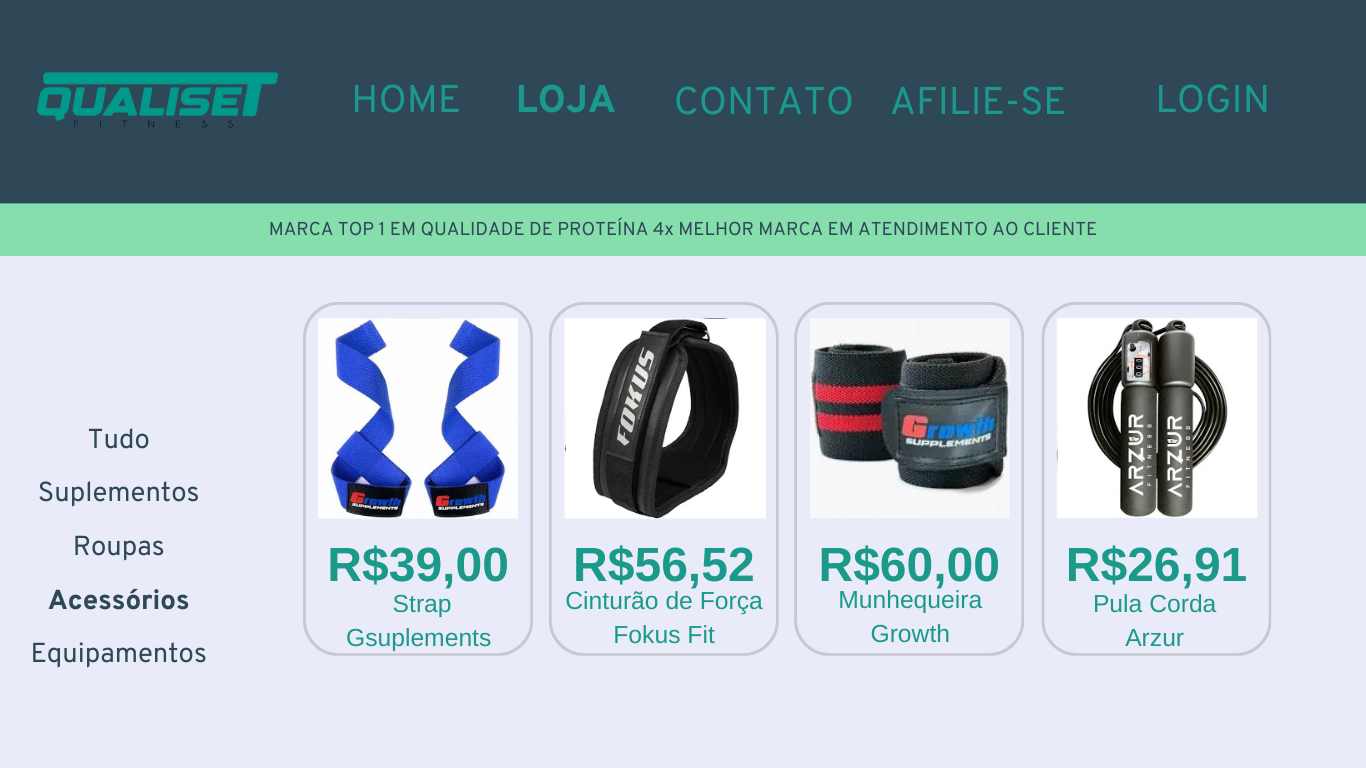 QUALISET
FITNESS
HOME
LOJA
CONTATO
AFILIE-SE
LOGIN
MARCA TOP 1 EM QUALIDADE DE PROTEÍNA 4x MELHOR MARCA EM ATENDIMENTO AO CLIENTE
Tudo
Suplementos
Roupas
Acessórios
Equipamentos
Growth
SUPPLEMENTS
Growth
SUPPLEMENTS
R$39,00
Strap
Gsuplements
FOKUS
R$56,52
Cinturão de Força
Fokus Fit
Growth
SUPPLEMENTS
R$60,00
Munhequeira
Growth
ARZUR
FITNESS
ARZUR
FITNESS
R$26,91
Pula Corda
Arzur